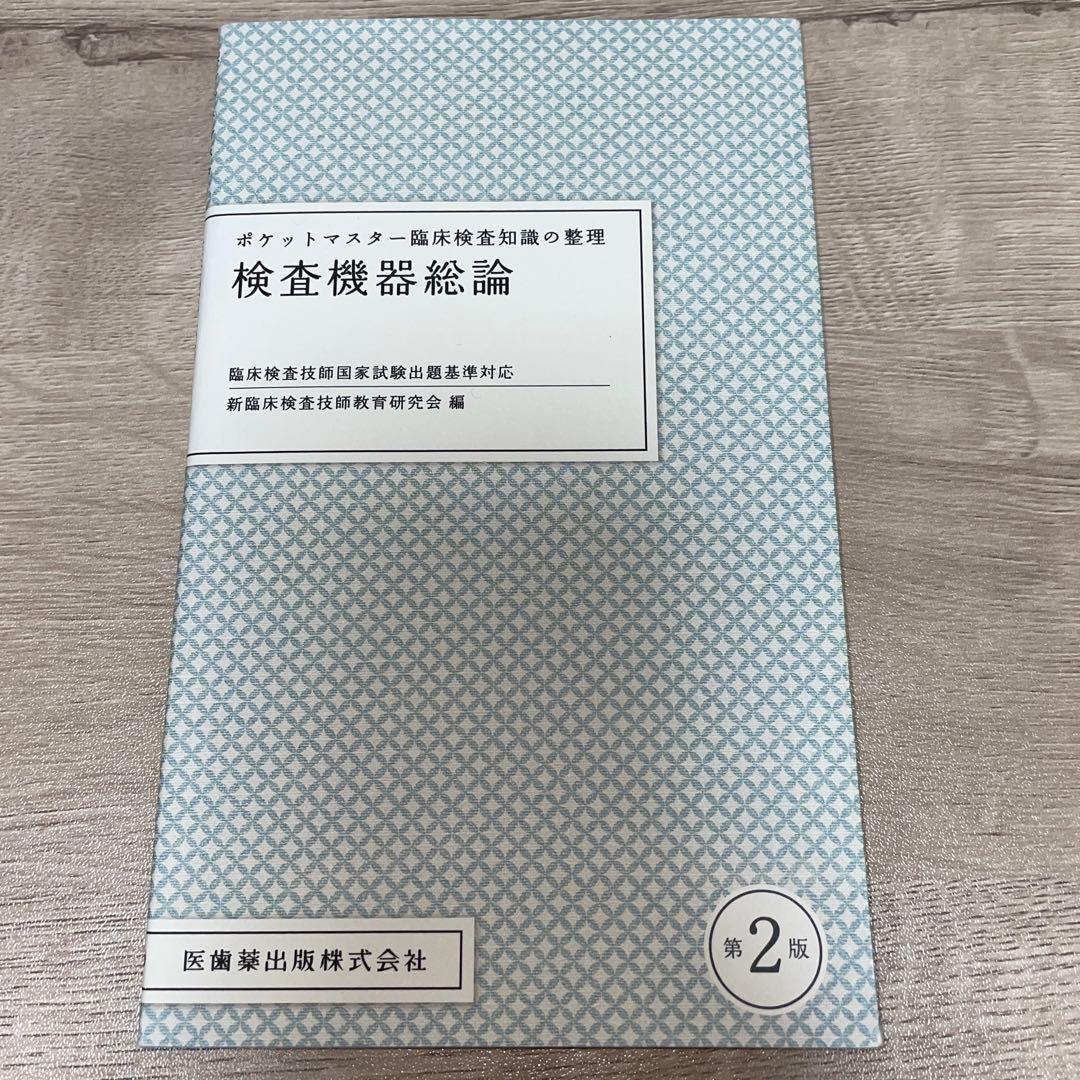 ポケットマスター臨床検査知識の整理
検査機器総論
臨床検査技師国家試験出題基準対応
新臨床検査技師教育研究会 編
医歯薬出版株式会社
第2版